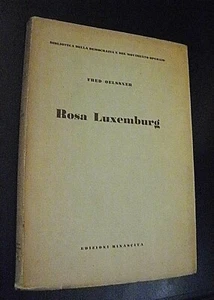 BIBLIOTECA DELLA DEMOCRAZIA E DEL MOVIMENTO OPERAIO
FRED OELSSNER
Rosa Luxemburg
EDIZIONI RINASCITA